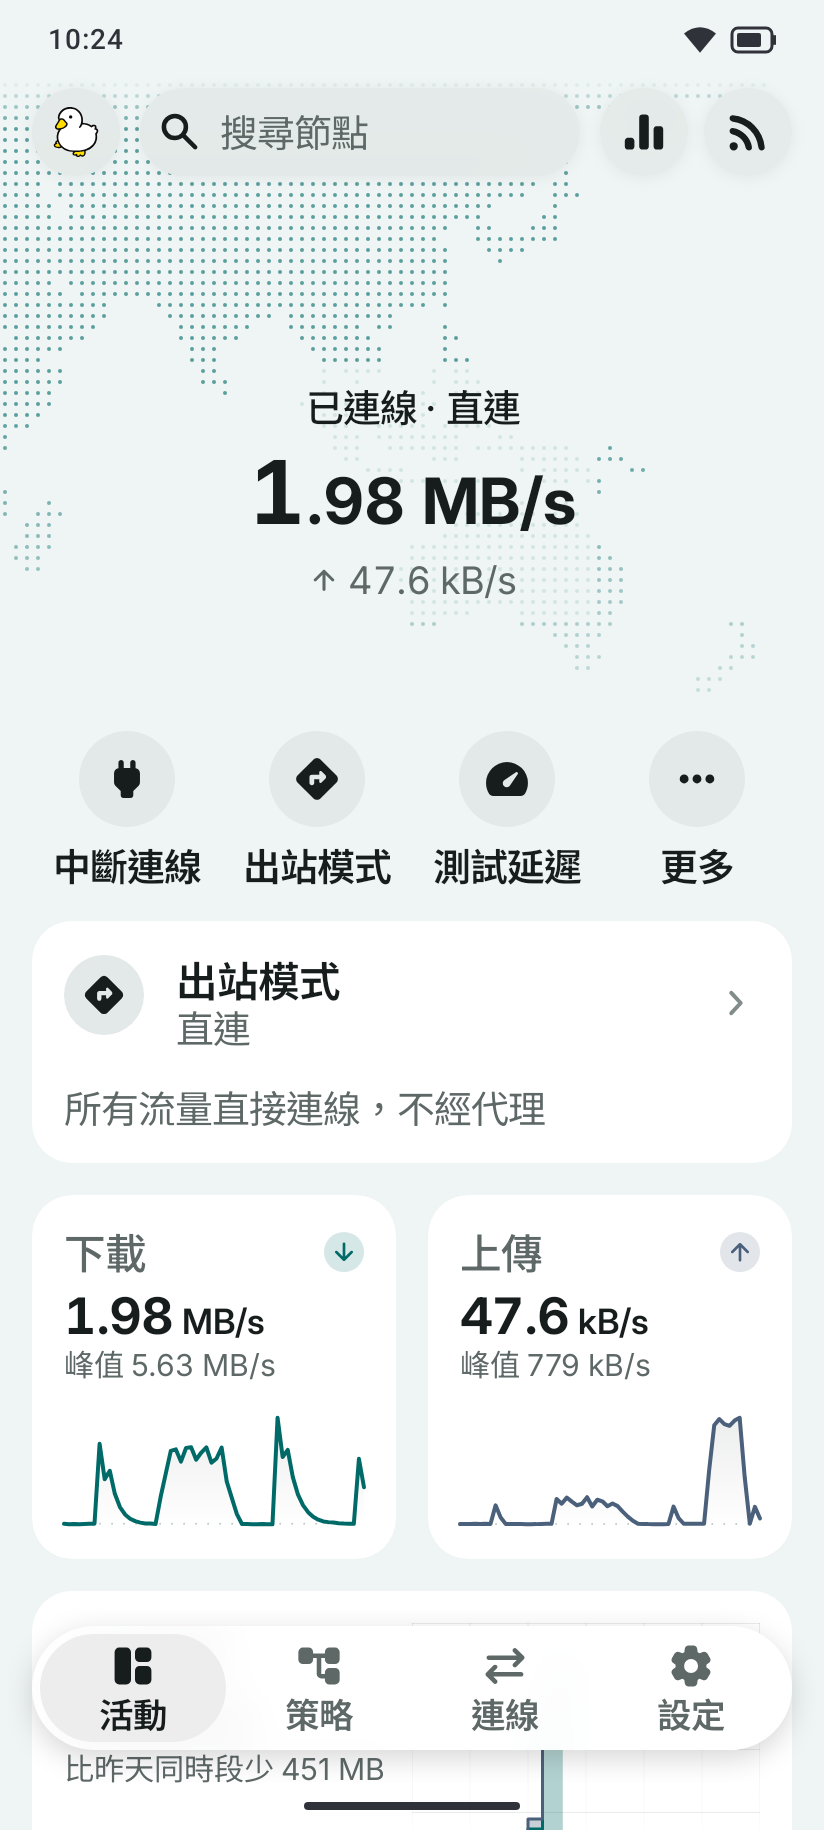 10:24
搜尋節點
已連線 · 直連
1.98 MB/s
↑ 47.6 kB/s
中斷連線
出站模式
測試延遲
更多
出站模式
直連
所有流量直接連線，不經代理
下載
1.98 MB/s
峰值 5.63 MB/s
上傳
47.6 kB/s
峰值 779 kB/s
活動
策略
連線
設定
比昨天同時段少 451 MB